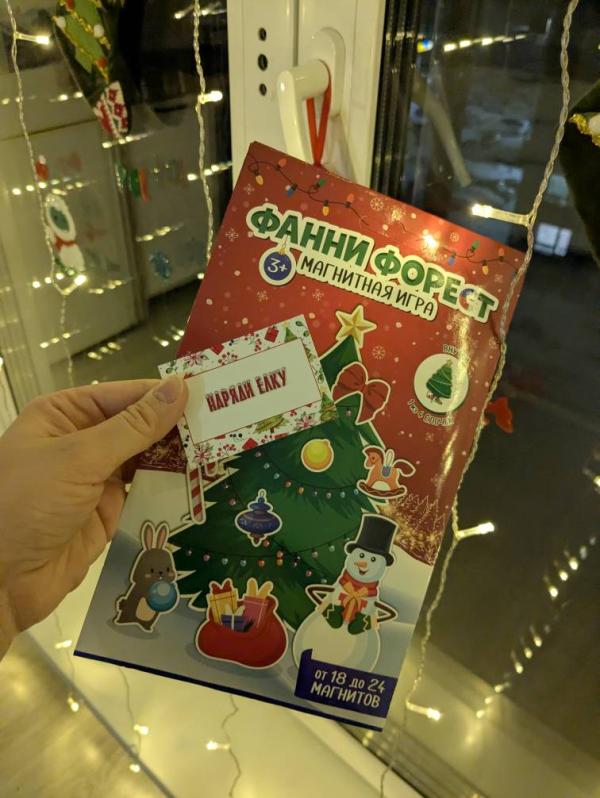 ФАННИ ФОРЕСТ
3+
МАГНИТНАЯ ИГРА
НАРЯДИ ЕЛКУ
ОТ 18 ДО 24
МАГНИТОВ